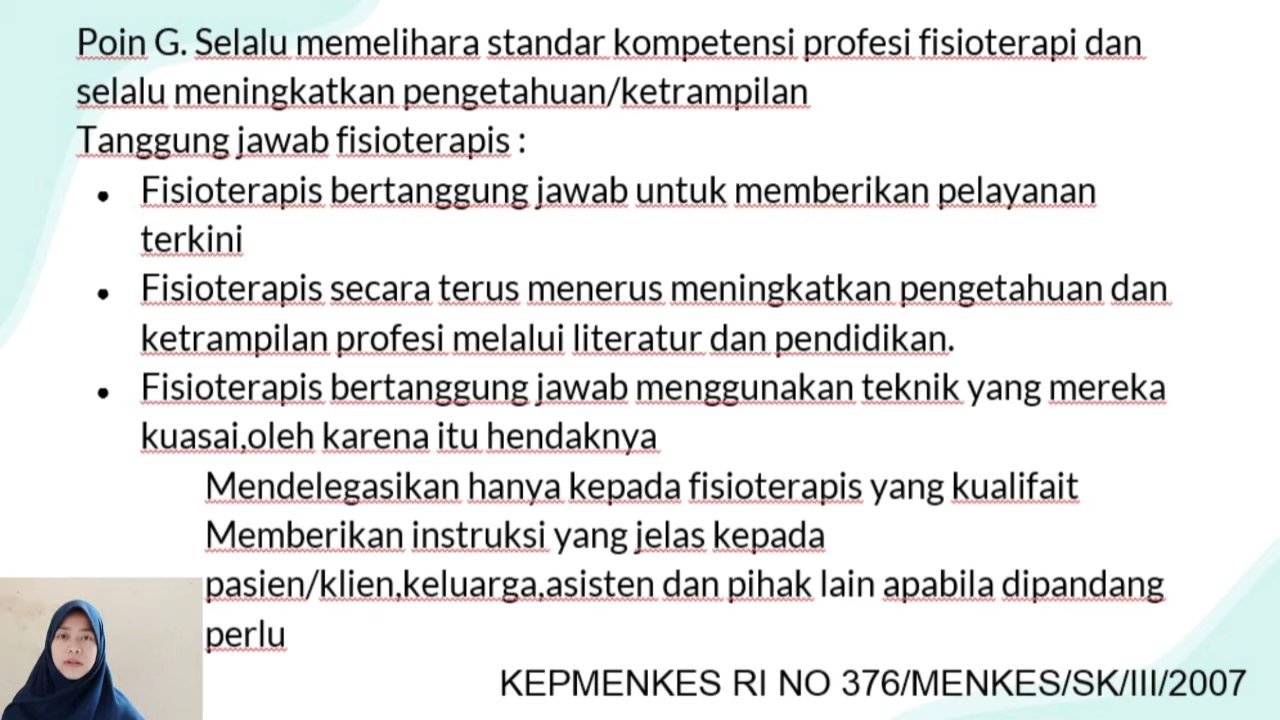 Poin G. Selalu memelihara standar kompetensi profesi fisioterapi dan
selalu meningkatkan pengetahuan/ketrampilan
Tanggung jawab fisioterapis :
• Fisioterapis bertanggung jawab untuk memberikan pelayanan
terkini
• Fisioterapis secara terus menerus meningkatkan pengetahuan dan
ketrampilan profesi melalui literatur dan pendidikan.
• Fisioterapis bertanggung jawab menggunakan teknik yang mereka
kuasai,oleh karena itu hendaknya
Mendelegasikan hanya kepada fisioterapis yang kualifait
Memberikan instruksi yang jelas kepada
pasien/klien,keluarga,asisten dan pihak lain apabila dipandang
perlu
KEPMENKES RI NO 376/MENKES/SK/III/2007